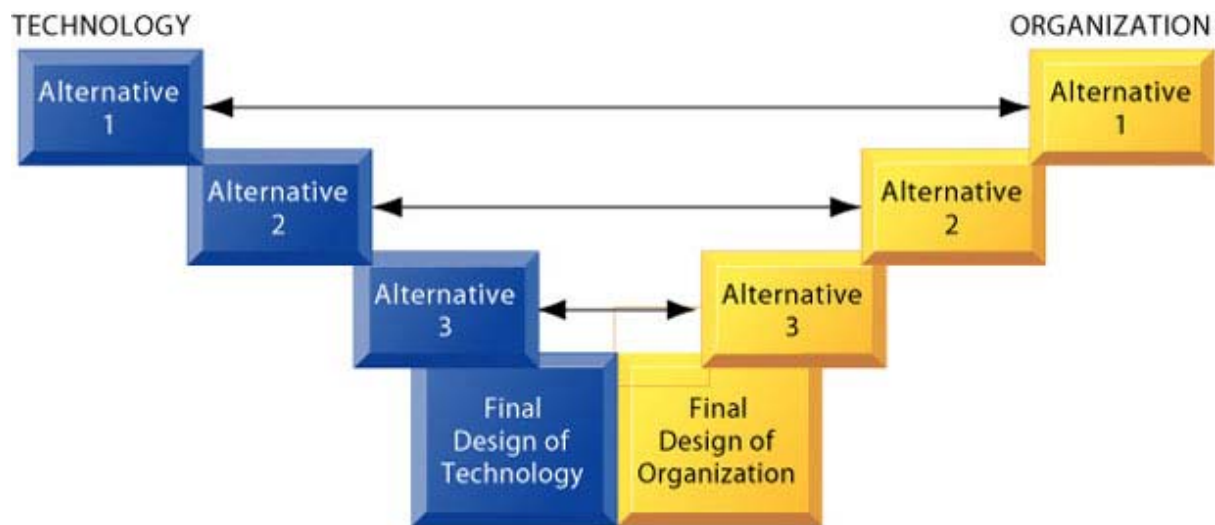 TECHNOLOGY
ORGANIZATION
Alternative
1
Alternative
1
Alternative
2
Alternative
2
Alternative
3
Alternative
3
Final
Design of
Technology
Final
Design of
Organization